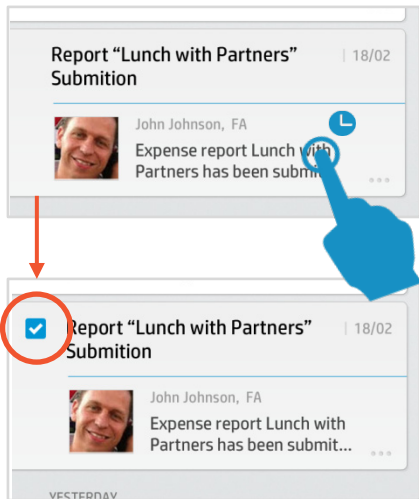 Report “Lunch with Partners”
| 18/02
Submition
John Johnson, FA
Expense report Lunch with
Partners has been submi
Report “Lunch with Partners”
| 18/02
Submition
John Johnson, FA
Expense report Lunch with
Partners has been submit...
YESTERDAY